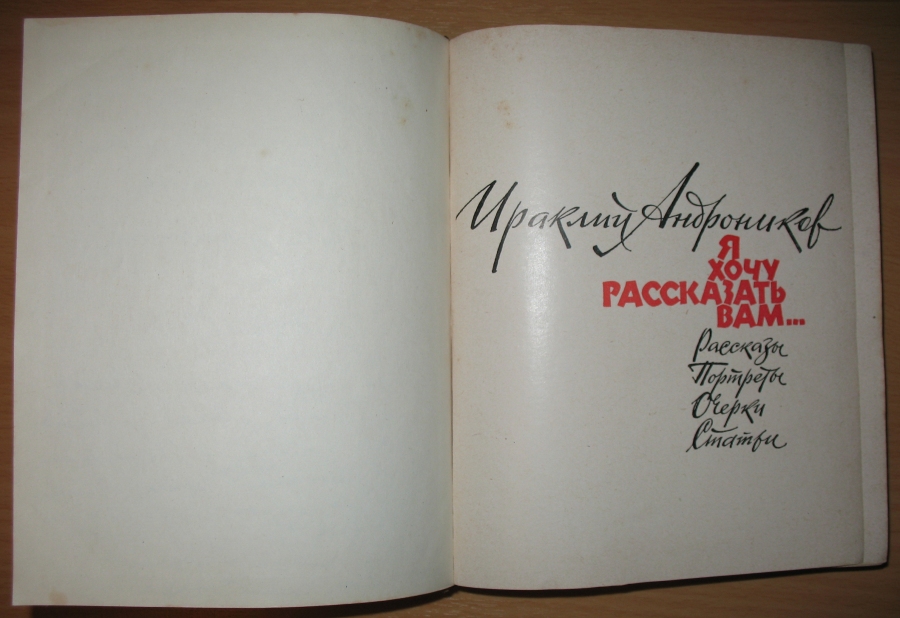 Ираклий Андроников
Я
ХОЧУ
РАССКАЗАТЬ
ВАМ...
Рассказы
Портреты
Очерки
Статьи